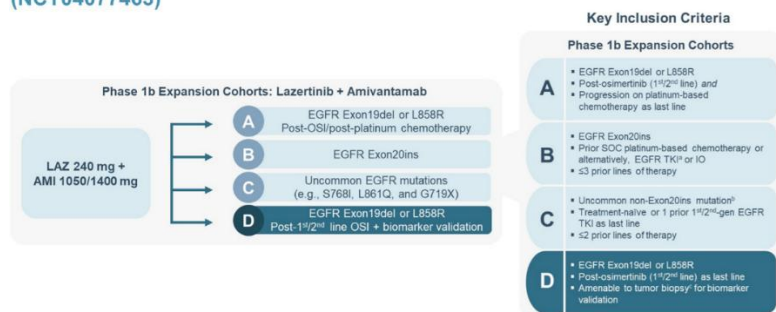 Key Inclusion Criteria
Phase 1b Expansion Cohorts: Lazertinib + Amivantamab
LAZ 240 mg +
AMI 1050/1400 mg
A
EGFR Exon19del or L858R
Post-OSI/post-platinum chemotherapy
B
EGFR Exon20ins
C
Uncommon EGFR mutations
(e.g., S768I, L861Q, and G719X)
D
EGFR Exon19del or L858R
Post-1st/2nd line OSI + biomarker validation
Phase 1b Expansion Cohorts
A
▪ EGFR Exon19del or L858R
▪ Post-osimertinib (1st/2nd line) and
▪ Progression on platinum-based
chemotherapy as last line
B
▪ EGFR Exon20ins
▪ Prior SOC platinum-based chemotherapy or
alternatively, EGFR TKIa or IO
▪ ≤3 prior lines of therapy
C
▪ Uncommon non-Exon20ins mutationb
▪ Treatment-naïve or 1 prior 1st/2nd-gen EGFR
TKI as last line
▪ ≤2 prior lines of therapy
D
▪ EGFR Exon19del or L858R
▪ Post-osimertinib (1st/2nd line) as last line
▪ Amenable to tumor biopsyc for biomarker
validation